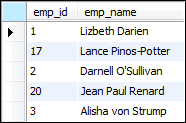 emp_id emp_name
1 Lizbeth Darien
17 Lance Pinos-Potter
2 Darnell O'Sullivan
20 Jean Paul Renard
3 Alisha von Strump